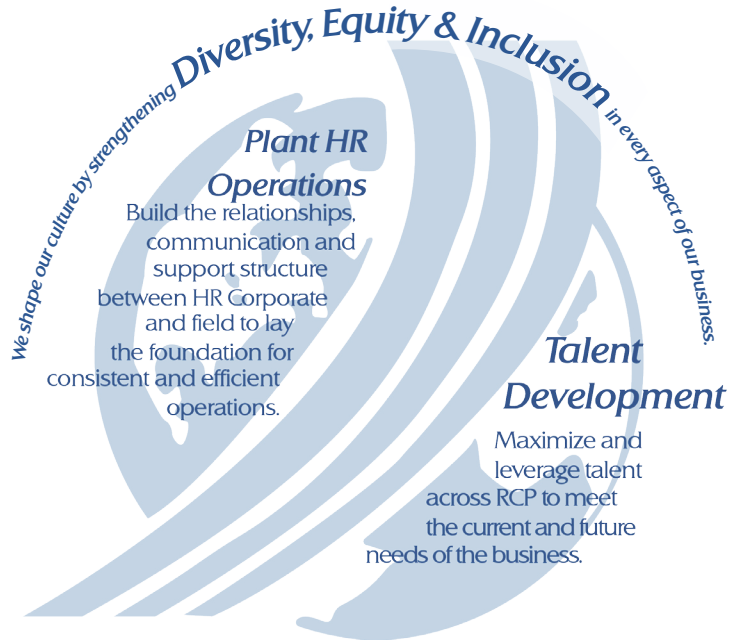 We shape our culture by strengthening Diversity, Equity & Inclusion in every aspect of our business.
Plant HR
Operations
Build the relationships,
communication and
support structure
between HR Corporate
and field to lay
the foundation for
consistent and efficient
operations.
Talent
Development
Maximize and
leverage talent
across RCP to meet
the current and future
needs of the business.